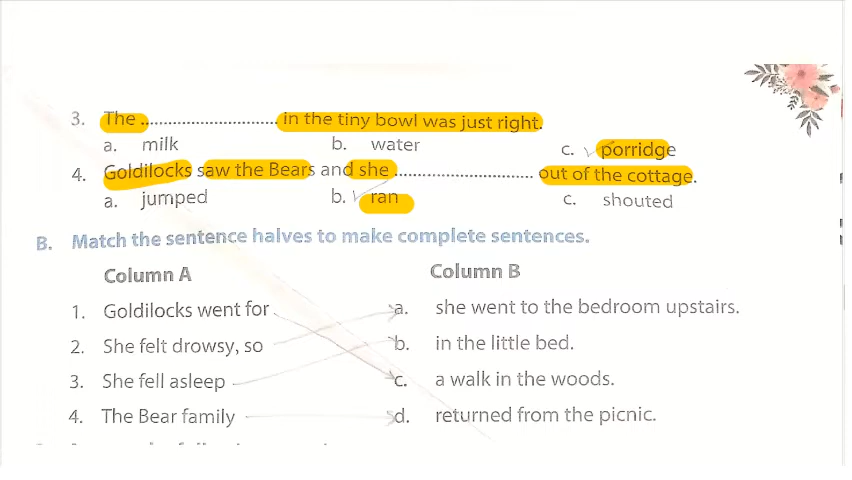 3. The .............................. in the tiny bowl was just right.
a. milk b. water c. porridge
4. Goldilocks saw the Bears and she .............................. out of the cottage.
a. jumped b. ran c. shouted
B. Match the sentence halves to make complete sentences.
Column A Column B
1. Goldilocks went for a. she went to the bedroom upstairs.
2. She felt drowsy, so b. in the little bed.
3. She fell asleep c. a walk in the woods.
4. The Bear family d. returned from the picnic.